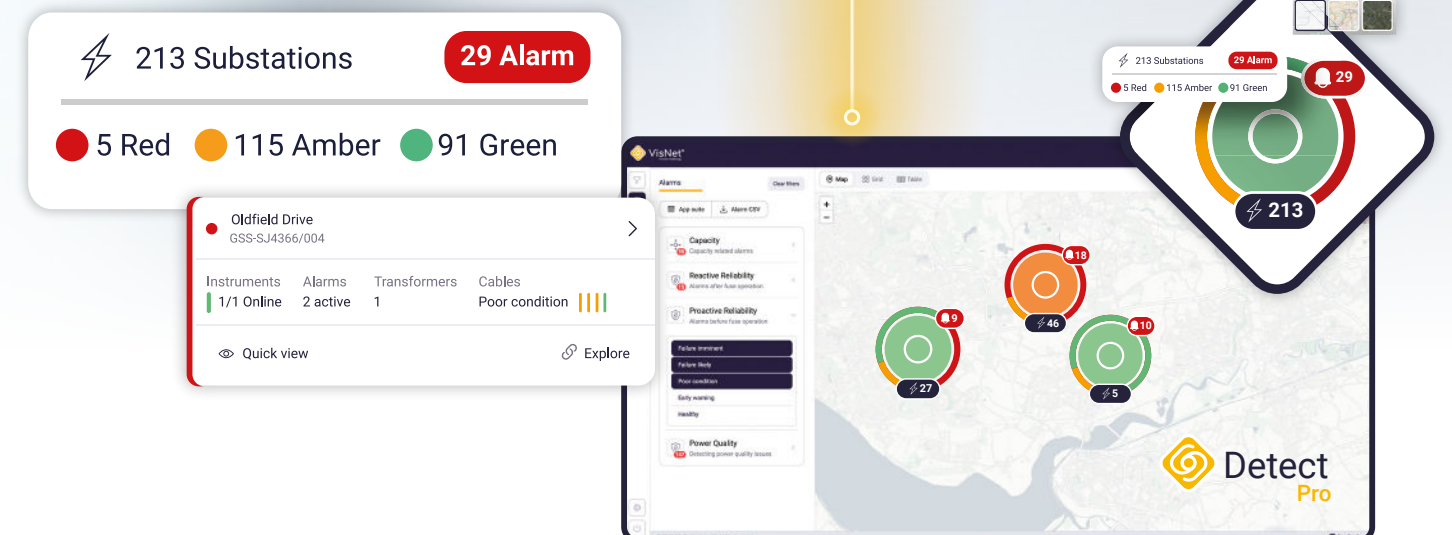 213 Substations
29 Alarm
5 Red
115 Amber
91 Green
Oldfield Drive
GSS-SJ4366/004
Instruments
Alarms
Transformers
Cables
1/1 Online
2 active
1
Poor condition
Quick view
Explore
VisNet®
Alarms
Clear filters
App suite
Alarm CSV
Capacity
Capacity related alarms
Reactive Reliability
Alarms after fuse operation
15
Proactive Reliability
Alarms before fuse operation
Failure imminent
Failure likely
Poor condition
Early warning
Healthy
Power Quality
Detecting power quality issues
Map
Grid
Table
+
−
18
46
9
27
10
5
213 Substations
29 Alarm
5 Red
115 Amber
91 Green
29
213
Detect
Pro